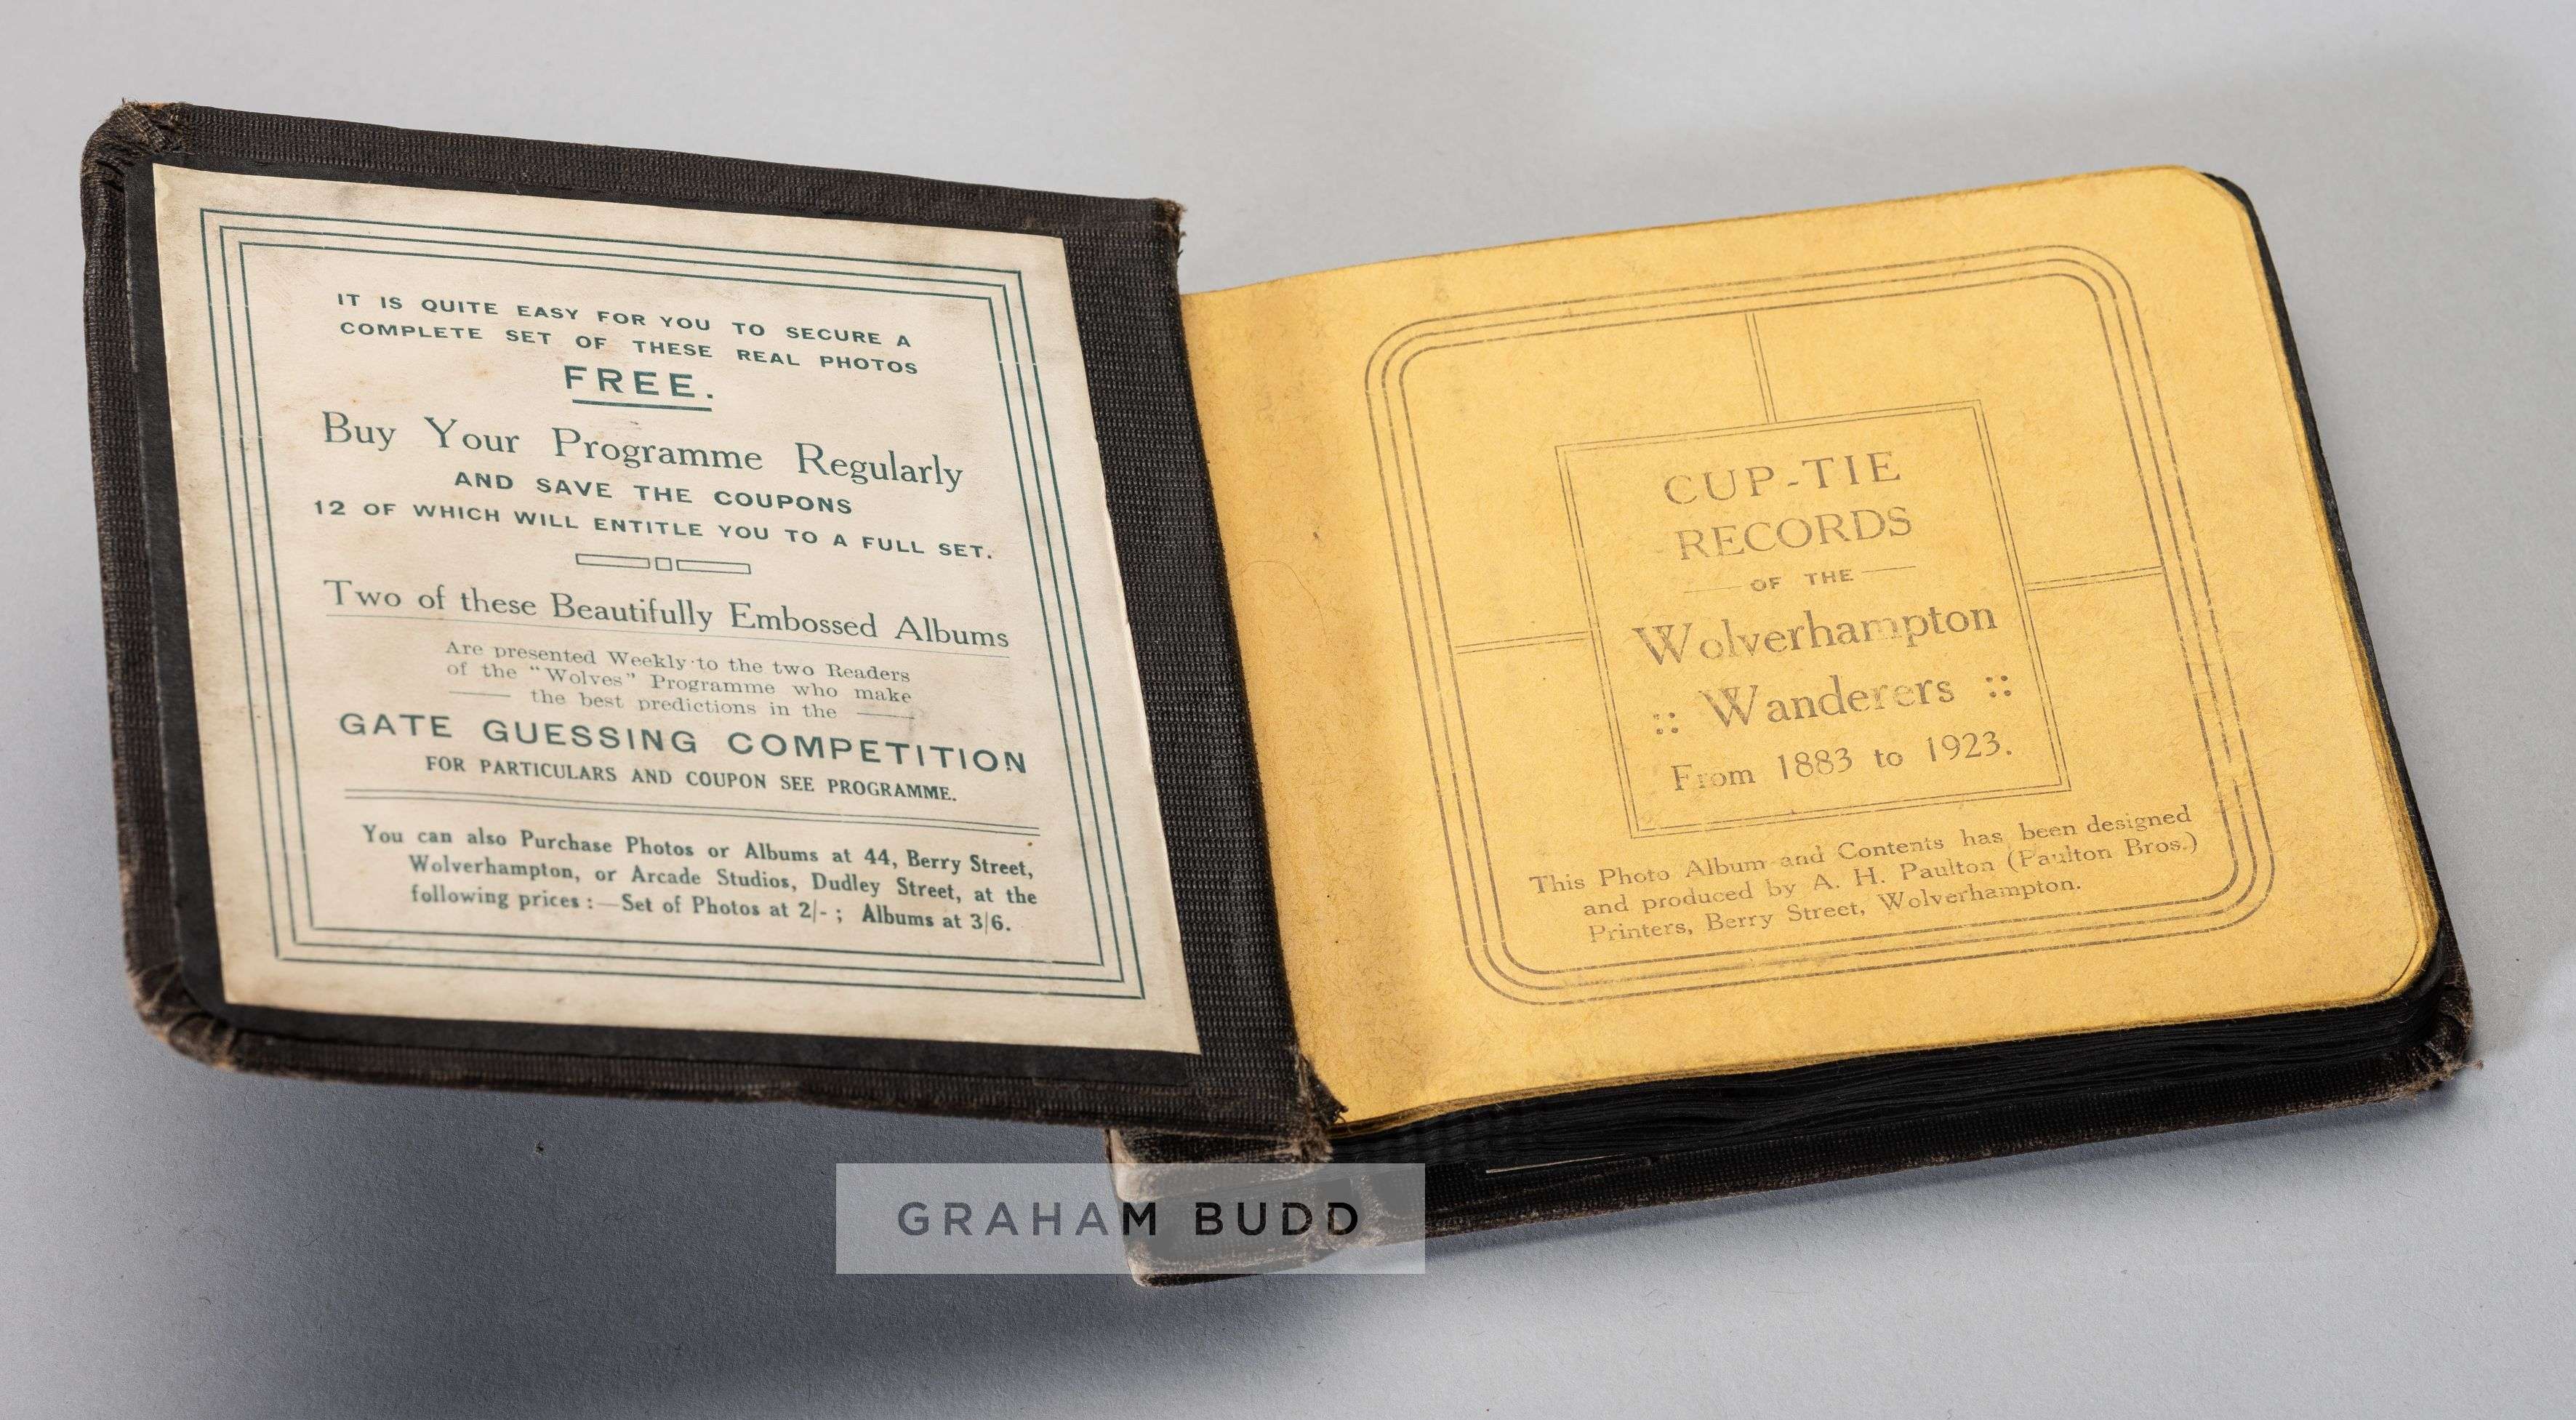 IT IS QUITE EASY FOR YOU TO SECURE A
COMPLETE SET OF THESE REAL PHOTOS
FREE.
Buy Your Programme Regularly
AND SAVE THE COUPONS
12 OF WHICH WILL ENTITLE YOU TO A FULL SET.
Two of these Beautifully Embossed Albums
Are presented Weekly to the two Readers
of the "Wolves" Programme who make
the best predictions in the
GATE GUESSING COMPETITION
FOR PARTICULARS AND COUPON SEE PROGRAMME.
You can also Purchase Photos or Albums at 44, Berry Street,
Wolverhampton, or Arcade Studios, Dudley Street, at the
following prices :—Set of Photos at 2/- ; Albums at 3/6.
CUP-TIE
RECORDS
OF THE
Wolverhampton
:: Wanderers ::
From 1883 to 1923.
This Photo Album and Contents has been designed
and produced by A. H. Paulton (Paulton Bros.)
Printers, Berry Street, Wolverhampton.
GRAHAM BUDD